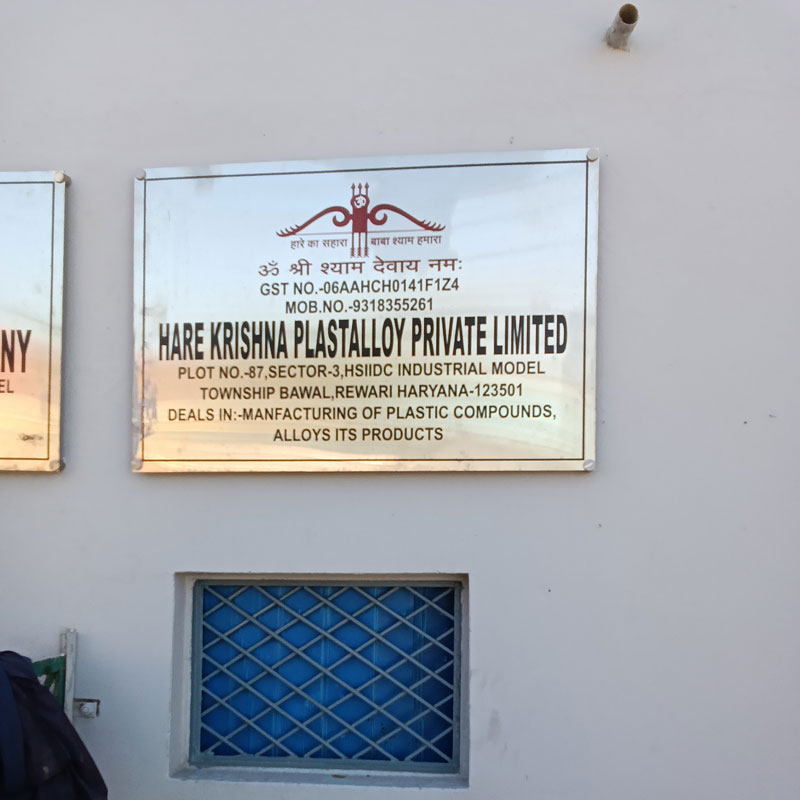 हारे का सहारा बाबा श्याम हमारा
ॐ श्री श्याम देवाय नमः
GST NO.-06AAHCH0141F1Z4
MOB.NO.-9318355261
HARE KRISHNA PLASTALLOY PRIVATE LIMITED
PLOT NO.-87,SECTOR-3,HSIIDC INDUSTRIAL MODEL
TOWNSHIP BAWAL,REWARI HARYANA-123501
DEALS IN:-MANFACTURING OF PLASTIC COMPOUNDS,
ALLOYS ITS PRODUCTS
NY
EL